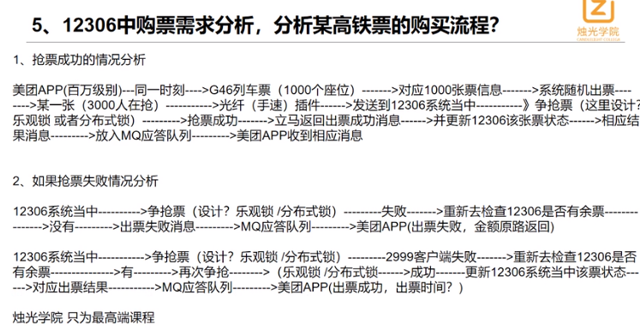 5、12306中购票需求分析，分析某高铁票的购买流程？
烛光学院
1、抢票成功的情况分析
美团APP(百万级别)---同一时刻---->G46列车票（1000个座位）------->对应1000张票信息------->系统随机出票----
---->某一张（3000人在抢）----------->光纤（手速）插件------>发送到12306系统当中-----------》争抢票（这里设计？
乐观锁 或者分布式锁）--------->抢票成功------->立马返回出票成功消息------>并更新12306该张票状态------>相应结
果消息--------->放入MQ应答队列--------->美团APP收到相应消息
2、如果抢票失败情况分析
12306系统当中---------->争抢票（设计？乐观锁 /分布式锁）---------失败------->重新去检查12306是否有余票--------
------->没有-------->出票失败消息--------->MQ应答队列--------->美团APP(出票失败，金额原路返回)
12306系统当中----------->争抢票（设计？乐观锁 /分布式锁）---------2999客户端失败------->重新去检查12306是否
有余票--------------->有--------->再次争抢------->（乐观锁 /分布式锁------>成功-------更新12306系统当中该票状态-----
---->对应出票结果----------->MQ应答队列--------->美团APP(出票成功，出票时间？)
烛光学院 只为最高端课程